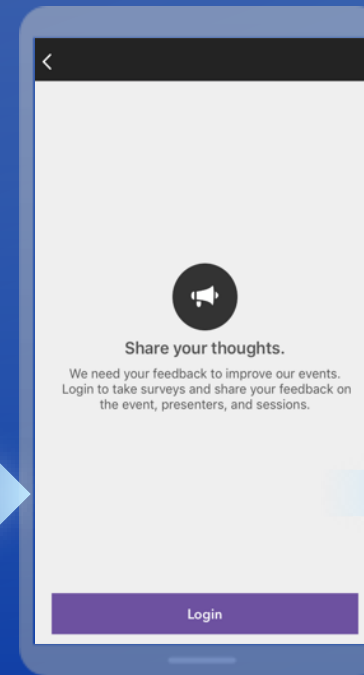 Share your thoughts.
We need your feedback to improve our events.
Login to take surveys and share your feedback on
the event, presenters, and sessions.
Login